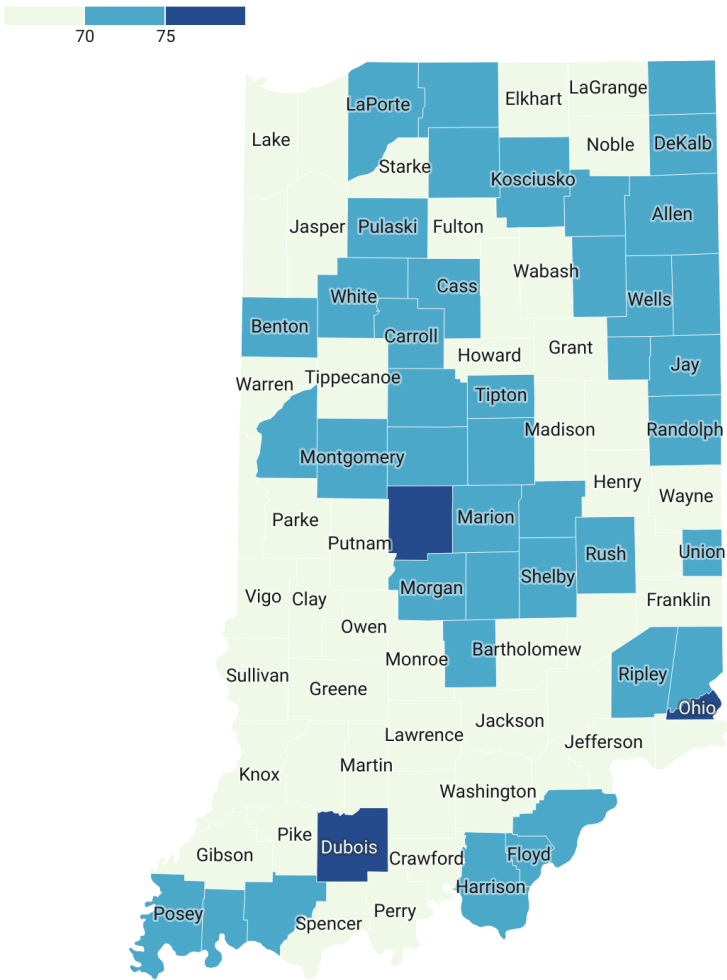 70 75
LaPorte
Elkhart
LaGrange
Lake
Noble
DeKalb
Starke
Kosciusko
Allen
Jasper
Pulaski
Fulton
Wabash
White
Cass
Wells
Benton
Carroll
Howard
Grant
Jay
Warren
Tippecanoe
Tipton
Madison
Randolph
Montgomery
Henry
Wayne
Parke
Marion
Putnam
Rush
Union
Morgan
Shelby
Vigo
Clay
Franklin
Owen
Monroe
Bartholomew
Sullivan
Greene
Ripley
Ohio
Jackson
Lawrence
Jefferson
Knox
Martin
Washington
Pike
Dubois
Gibson
Crawford
Floyd
Harrison
Posey
Spencer
Perry